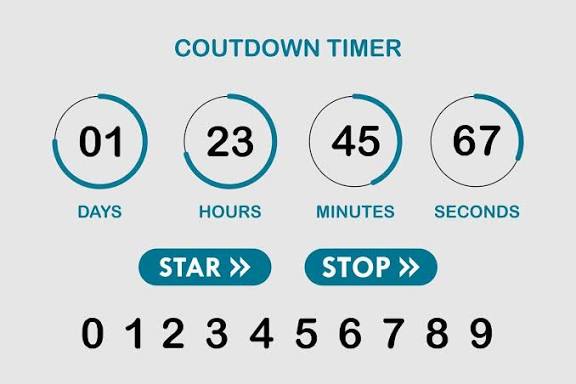 COUTDOWN TIMER
01 23 45 67
DAYS HOURS MINUTES SECONDS
STAR » STOP »
0 1 2 3 4 5 6 7 8 9